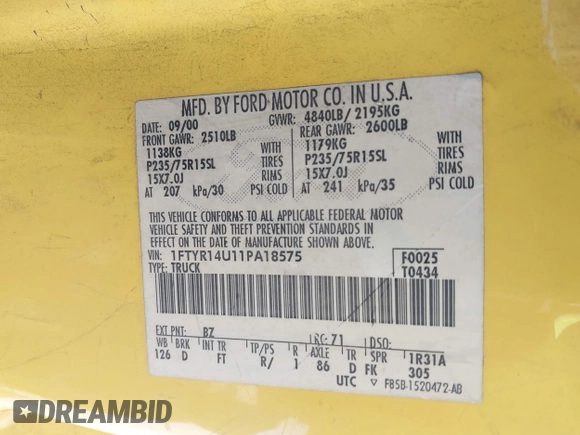 MFD. BY FORD MOTOR CO. IN U.S.A.
DATE: 09/00 GVWR: 4840LB/ 2195KG
FRONT GAWR: 2510LB REAR GAWR: 2600LB
1138KG WITH 1179KG WITH
P235/75R15SL TIRES P235/75R15SL TIRES
15X7.0J RIMS 15X7.0J RIMS
AT 207 kPa/30 PSI COLD AT 241 kPa/35 PSI COLD
THIS VEHICLE CONFORMS TO ALL APPLICABLE FEDERAL MOTOR
VEHICLE SAFETY AND THEFT PREVENTION STANDARDS IN
EFFECT ON THE DATE OF MANUFACTURE SHOWN ABOVE.
VIN: 1FTYR14U11PA18575 F0025
TYPE: TRUCK T0434
EXT PNT: BZ RC: 71 DSO:
WB BRK INT TR TP/PS R AXLE TR SPR 1R31A
126 D FT R/ 1 86 D FK 305
UTC F85B-1520472-AB
DREAMBID